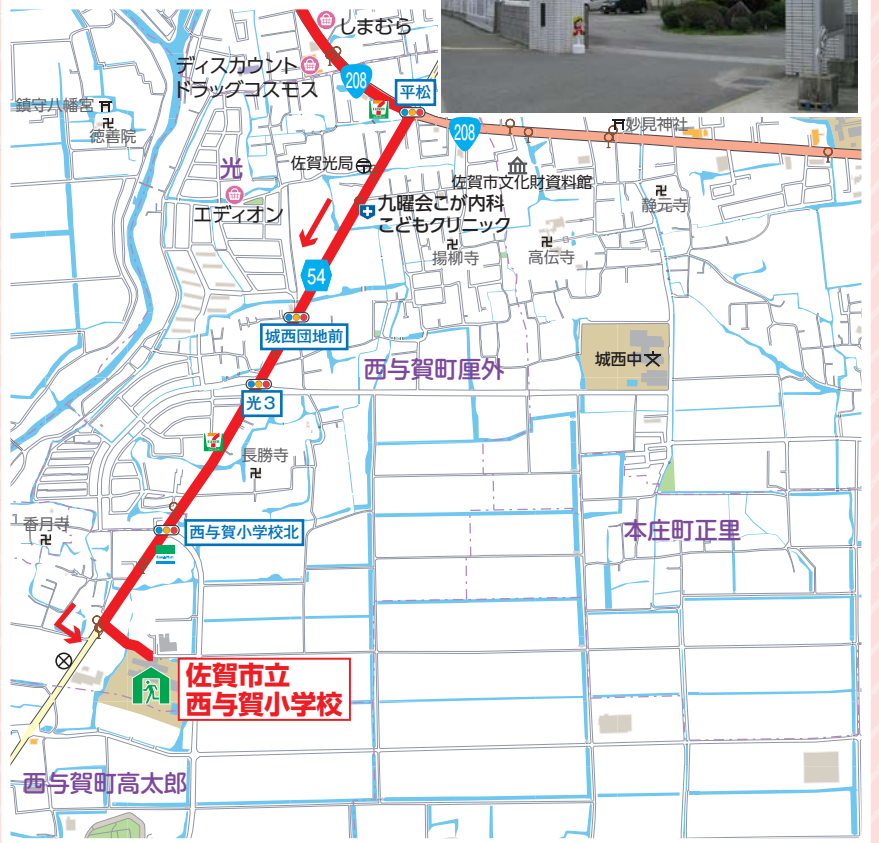 しまむら
ディスカウント
ドラッグコスモス
208
平松
鎮守八幡宮
徳善院
208
妙見神社
光
佐賀光局
佐賀市文化財資料館
エディオン
九曜会こが内科
こどもクリニック
静元寺
揚柳寺
高伝寺
54
城西団地前
西与賀町厘外
城西中
光3
長勝寺
香月寺
西与賀小学校北
FamilyMart
本庄町正里
佐賀市立
西与賀小学校
西与賀町高太郎